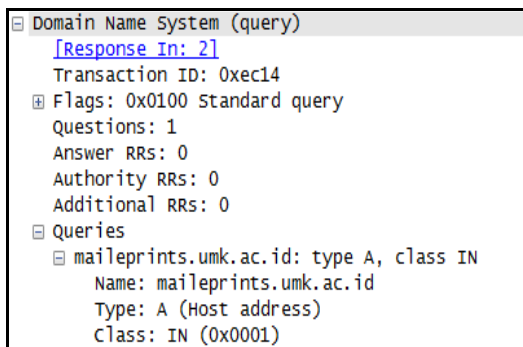 Domain Name System (query)
[Response In: 2]
Transaction ID: 0xec14
Flags: 0x0100 Standard query
Questions: 1
Answer RRs: 0
Authority RRs: 0
Additional RRs: 0
Queries
maileprints.umk.ac.id: type A, class IN
Name: maileprints.umk.ac.id
Type: A (Host address)
Class: IN (0x0001)